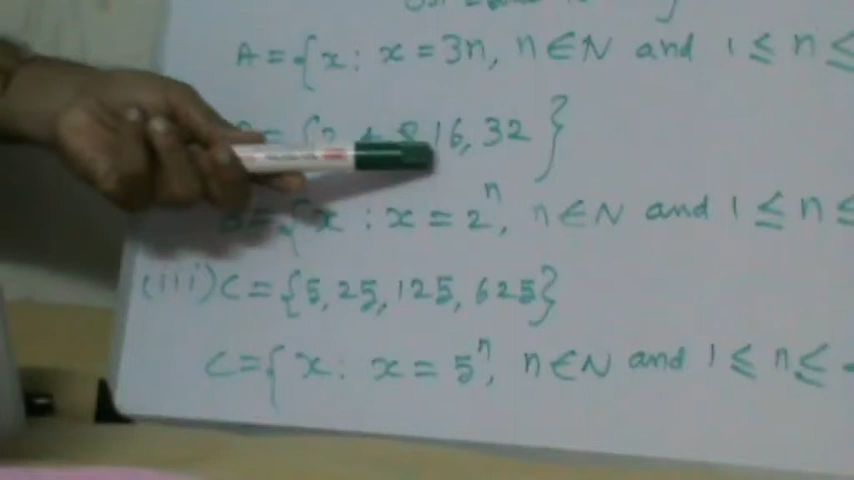 A = { x : x = 3n, n ∈ N and 1 ≤ n ≤
16, 32 }
{ x : x = 2ⁿ, n ∈ N and 1 ≤ n ≤
(iii) C = {5, 25, 125, 625}
C = { x : x = 5ⁿ, n ∈ N and 1 ≤ n ≤